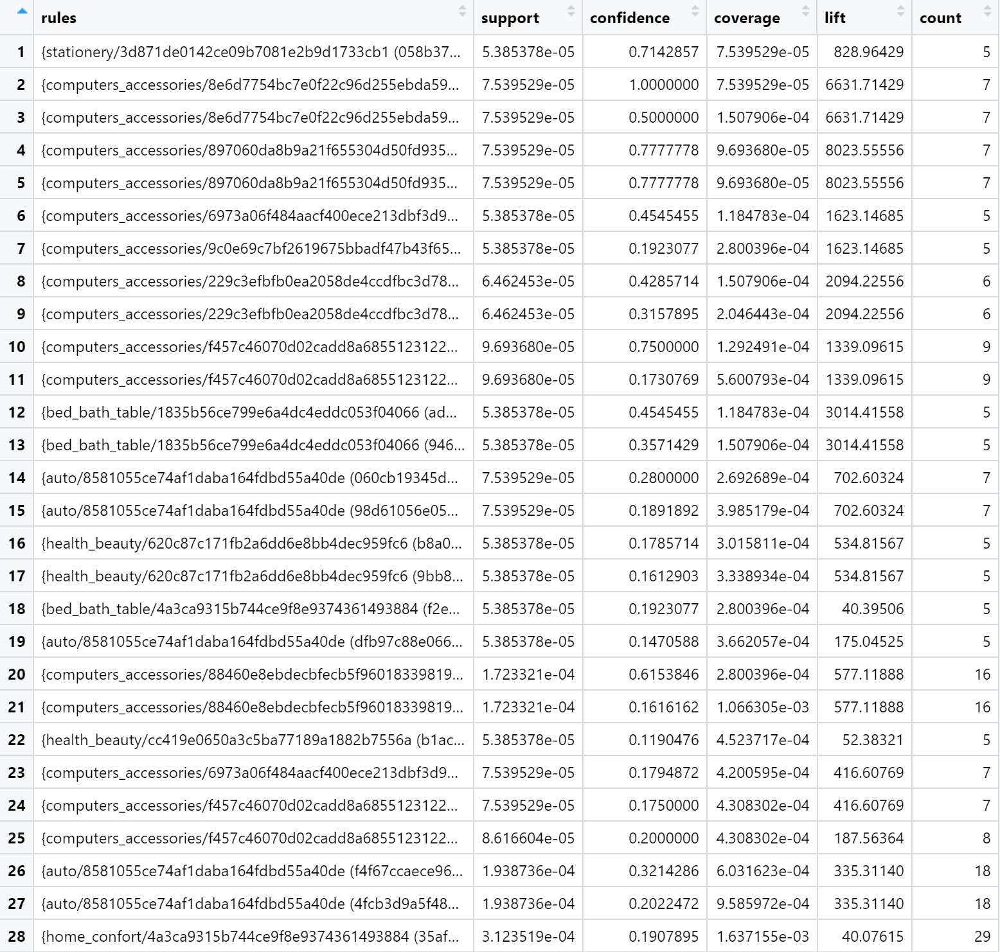 rules support confidence coverage lift count
1 {stationery/3d871de0142ce09b7081e2b9d1733cb1 (058b37... 5.385378e-05 0.7142857 7.539529e-05 828.96429 5
2 {computers_accessories/8e6d7754bc7e0f22c96d255ebda59... 7.539529e-05 1.0000000 7.539529e-05 6631.71429 7
3 {computers_accessories/8e6d7754bc7e0f22c96d255ebda59... 7.539529e-05 0.5000000 1.507906e-04 6631.71429 7
4 {computers_accessories/897060da8b9a21f655304d50fd935... 7.539529e-05 0.7777778 9.693680e-05 8023.55556 7
5 {computers_accessories/897060da8b9a21f655304d50fd935... 7.539529e-05 0.7777778 9.693680e-05 8023.55556 7
6 {computers_accessories/6973a06f484aacf400ece213dbf3d9... 5.385378e-05 0.4545455 1.184783e-04 1623.14685 5
7 {computers_accessories/9c0e69c7bf2619675bbadf47b43f65... 5.385378e-05 0.1923077 2.800396e-04 1623.14685 5
8 {computers_accessories/229c3efbfb0ea2058de4ccdfbc3d78... 6.462453e-05 0.4285714 1.507906e-04 2094.22556 6
9 {computers_accessories/229c3efbfb0ea2058de4ccdfbc3d78... 6.462453e-05 0.3157895 2.046443e-04 2094.22556 6
10 {computers_accessories/f457c46070d02cadd8a6855123122... 9.693680e-05 0.7500000 1.292491e-04 1339.09615 9
11 {computers_accessories/f457c46070d02cadd8a6855123122... 9.693680e-05 0.1730769 5.600793e-04 1339.09615 9
12 {bed_bath_table/1835b56ce799e6a4dc4eddc053f04066 (ad... 5.385378e-05 0.4545455 1.184783e-04 3014.41558 5
13 {bed_bath_table/1835b56ce799e6a4dc4eddc053f04066 (946... 5.385378e-05 0.3571429 1.507906e-04 3014.41558 5
14 {auto/8581055ce74af1daba164fdbd55a40de (060cb19345d... 7.539529e-05 0.2800000 2.692689e-04 702.60324 7
15 {auto/8581055ce74af1daba164fdbd55a40de (98d61056e05... 7.539529e-05 0.1891892 3.985179e-04 702.60324 7
16 {health_beauty/620c87c171fb2a6dd6e8bb4dec959fc6 (b8a0... 5.385378e-05 0.1785714 3.015811e-04 534.81567 5
17 {health_beauty/620c87c171fb2a6dd6e8bb4dec959fc6 (9bb8... 5.385378e-05 0.1612903 3.338934e-04 534.81567 5
18 {bed_bath_table/4a3ca9315b744ce9f8e9374361493884 (f2e... 5.385378e-05 0.1923077 2.800396e-04 40.39506 5
19 {auto/8581055ce74af1daba164fdbd55a40de (dfb97c88e066... 5.385378e-05 0.1470588 3.662057e-04 175.04525 5
20 {computers_accessories/88460e8ebdecbfecb5f96018339819... 1.723321e-04 0.6153846 2.800396e-04 577.11888 16
21 {computers_accessories/88460e8ebdecbfecb5f96018339819... 1.723321e-04 0.1616162 1.066305e-03 577.11888 16
22 {health_beauty/cc419e0650a3c5ba77189a1882b7556a (b1ac... 5.385378e-05 0.1190476 4.523717e-04 52.38321 5
23 {computers_accessories/6973a06f484aacf400ece213dbf3d9... 7.539529e-05 0.1794872 4.200595e-04 416.60769 7
24 {computers_accessories/f457c46070d02cadd8a6855123122... 7.539529e-05 0.1750000 4.308302e-04 416.60769 7
25 {computers_accessories/f457c46070d02cadd8a6855123122... 8.616604e-05 0.2000000 4.308302e-04 187.56364 8
26 {auto/8581055ce74af1daba164fdbd55a40de (f4f67ccaece96... 1.938736e-04 0.3214286 6.031623e-04 335.31140 18
27 {auto/8581055ce74af1daba164fdbd55a40de (4fcb3d9a5f48... 1.938736e-04 0.2022472 9.585972e-04 335.31140 18
28 {home_confort/4a3ca9315b744ce9f8e9374361493884 (35af... 3.123519e-04 0.1907895 1.637155e-03 40.07615 29